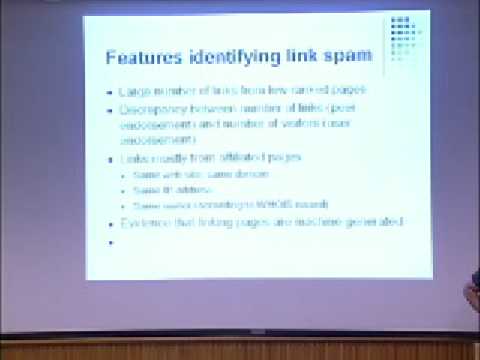 Features identifying link spam
Large number of links from low ranked pages
Discrepancy between number of links (peer
endorsement) and number of visitors (user
endorsement)
Links mostly from affiliated pages
Same web site, same domain
Same IP address
Same owner (according to WHOIS record)
Evidence that linking pages are machine generated